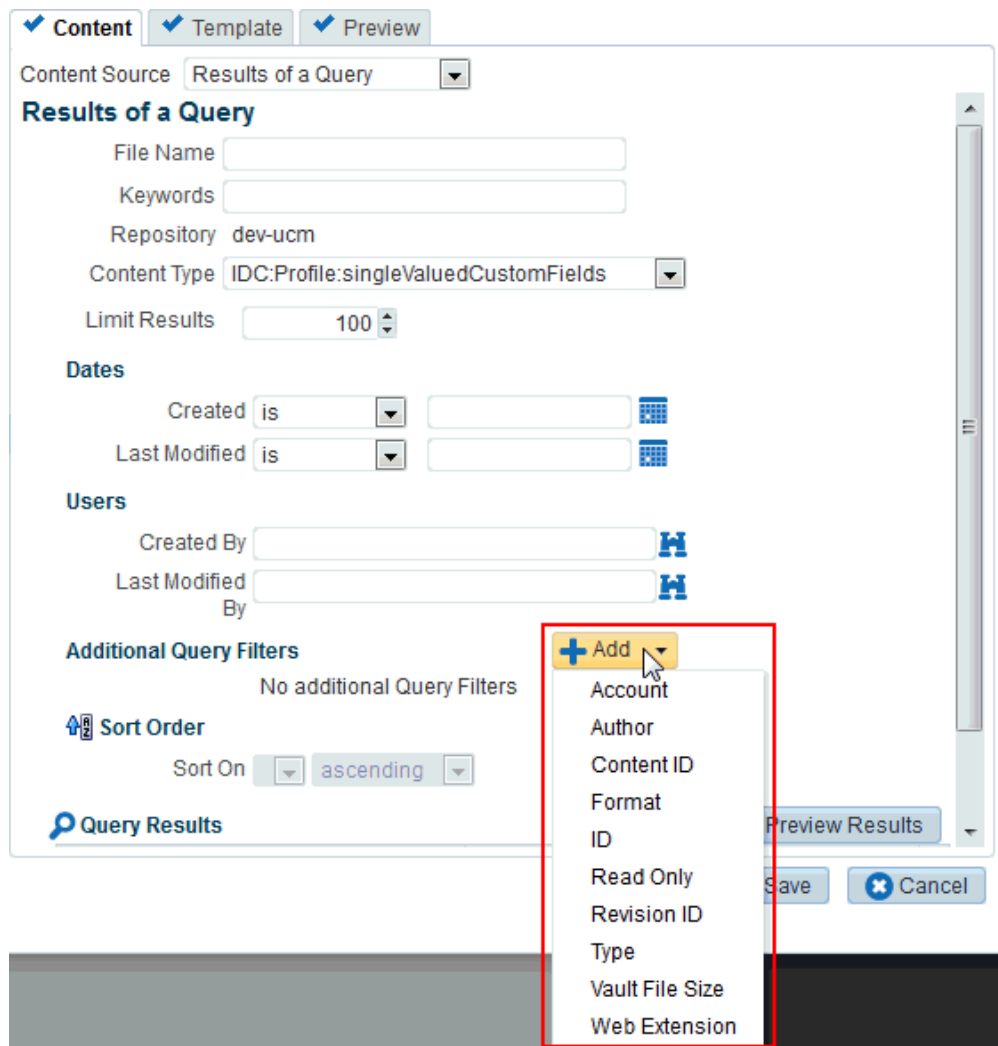 Content Template Preview
Content Source Results of a Query
Results of a Query
File Name
Keywords
Repository dev-ucm
Content Type IDC:Profile:singleValuedCustomFields
Limit Results 100
Dates
Created is
Last Modified is
Users
Created By
Last Modified
By
Additional Query Filters Add
No additional Query Filters
Account
Author
Content ID
Format
ID
Read Only
Revision ID
Type
Vault File Size
Web Extension
Sort Order
Sort On ascending
Query Results Preview Results
Save Cancel